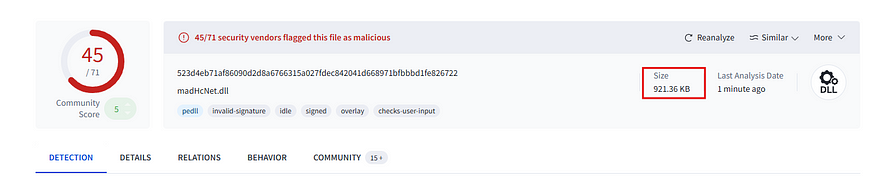 45
/ 71
Community
Score
5
45/71 security vendors flagged this file as malicious
Reanalyze
Similar
More
523d4eb71af86090d2d8a6766315a027fdec842041d668971bfbbbd1fe826722
madHcNet.dll
pedll invalid-signature idle signed overlay checks-user-input
Size
921.36 KB
Last Analysis Date
1 minute ago
DLL
DETECTION DETAILS RELATIONS BEHAVIOR COMMUNITY 15+